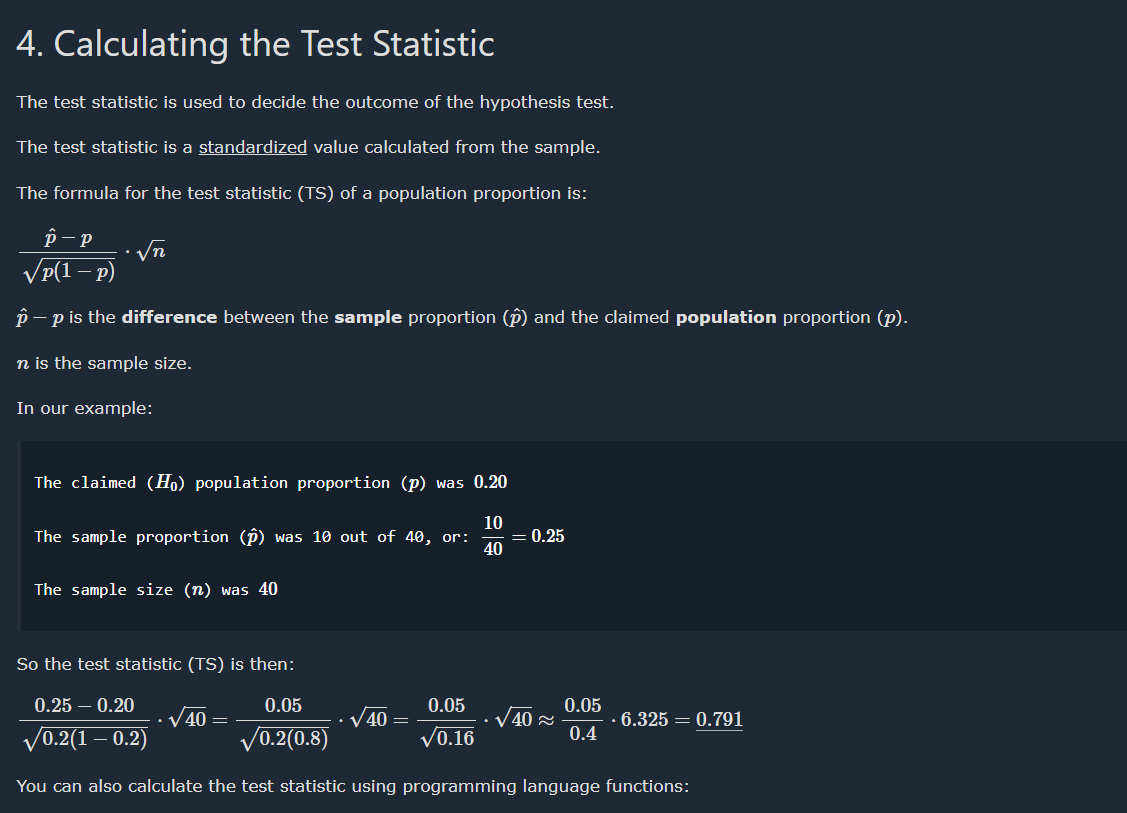 4. Calculating the Test Statistic
The test statistic is used to decide the outcome of the hypothesis test.
The test statistic is a standardized value calculated from the sample.
The formula for the test statistic (TS) of a population proportion is:
$\frac{\hat{p} - p}{\sqrt{p(1 - p)}} \cdot \sqrt{n}$
$\hat{p} - p$ is the difference between the sample proportion ($\hat{p}$) and the claimed population proportion ($p$).
$n$ is the sample size.
In our example:
The claimed ($H_0$) population proportion ($p$) was 0.20
The sample proportion ($\hat{p}$) was 10 out of 40, or: $\frac{10}{40} = 0.25$
The sample size ($n$) was 40
So the test statistic (TS) is then:
$\frac{0.25 - 0.20}{\sqrt{0.2(1 - 0.2)}} \cdot \sqrt{40} = \frac{0.05}{\sqrt{0.2(0.8)}} \cdot \sqrt{40} = \frac{0.05}{\sqrt{0.16}} \cdot \sqrt{40} \approx \frac{0.05}{0.4} \cdot 6.325 = \underline{0.791}$
You can also calculate the test statistic using programming language functions: